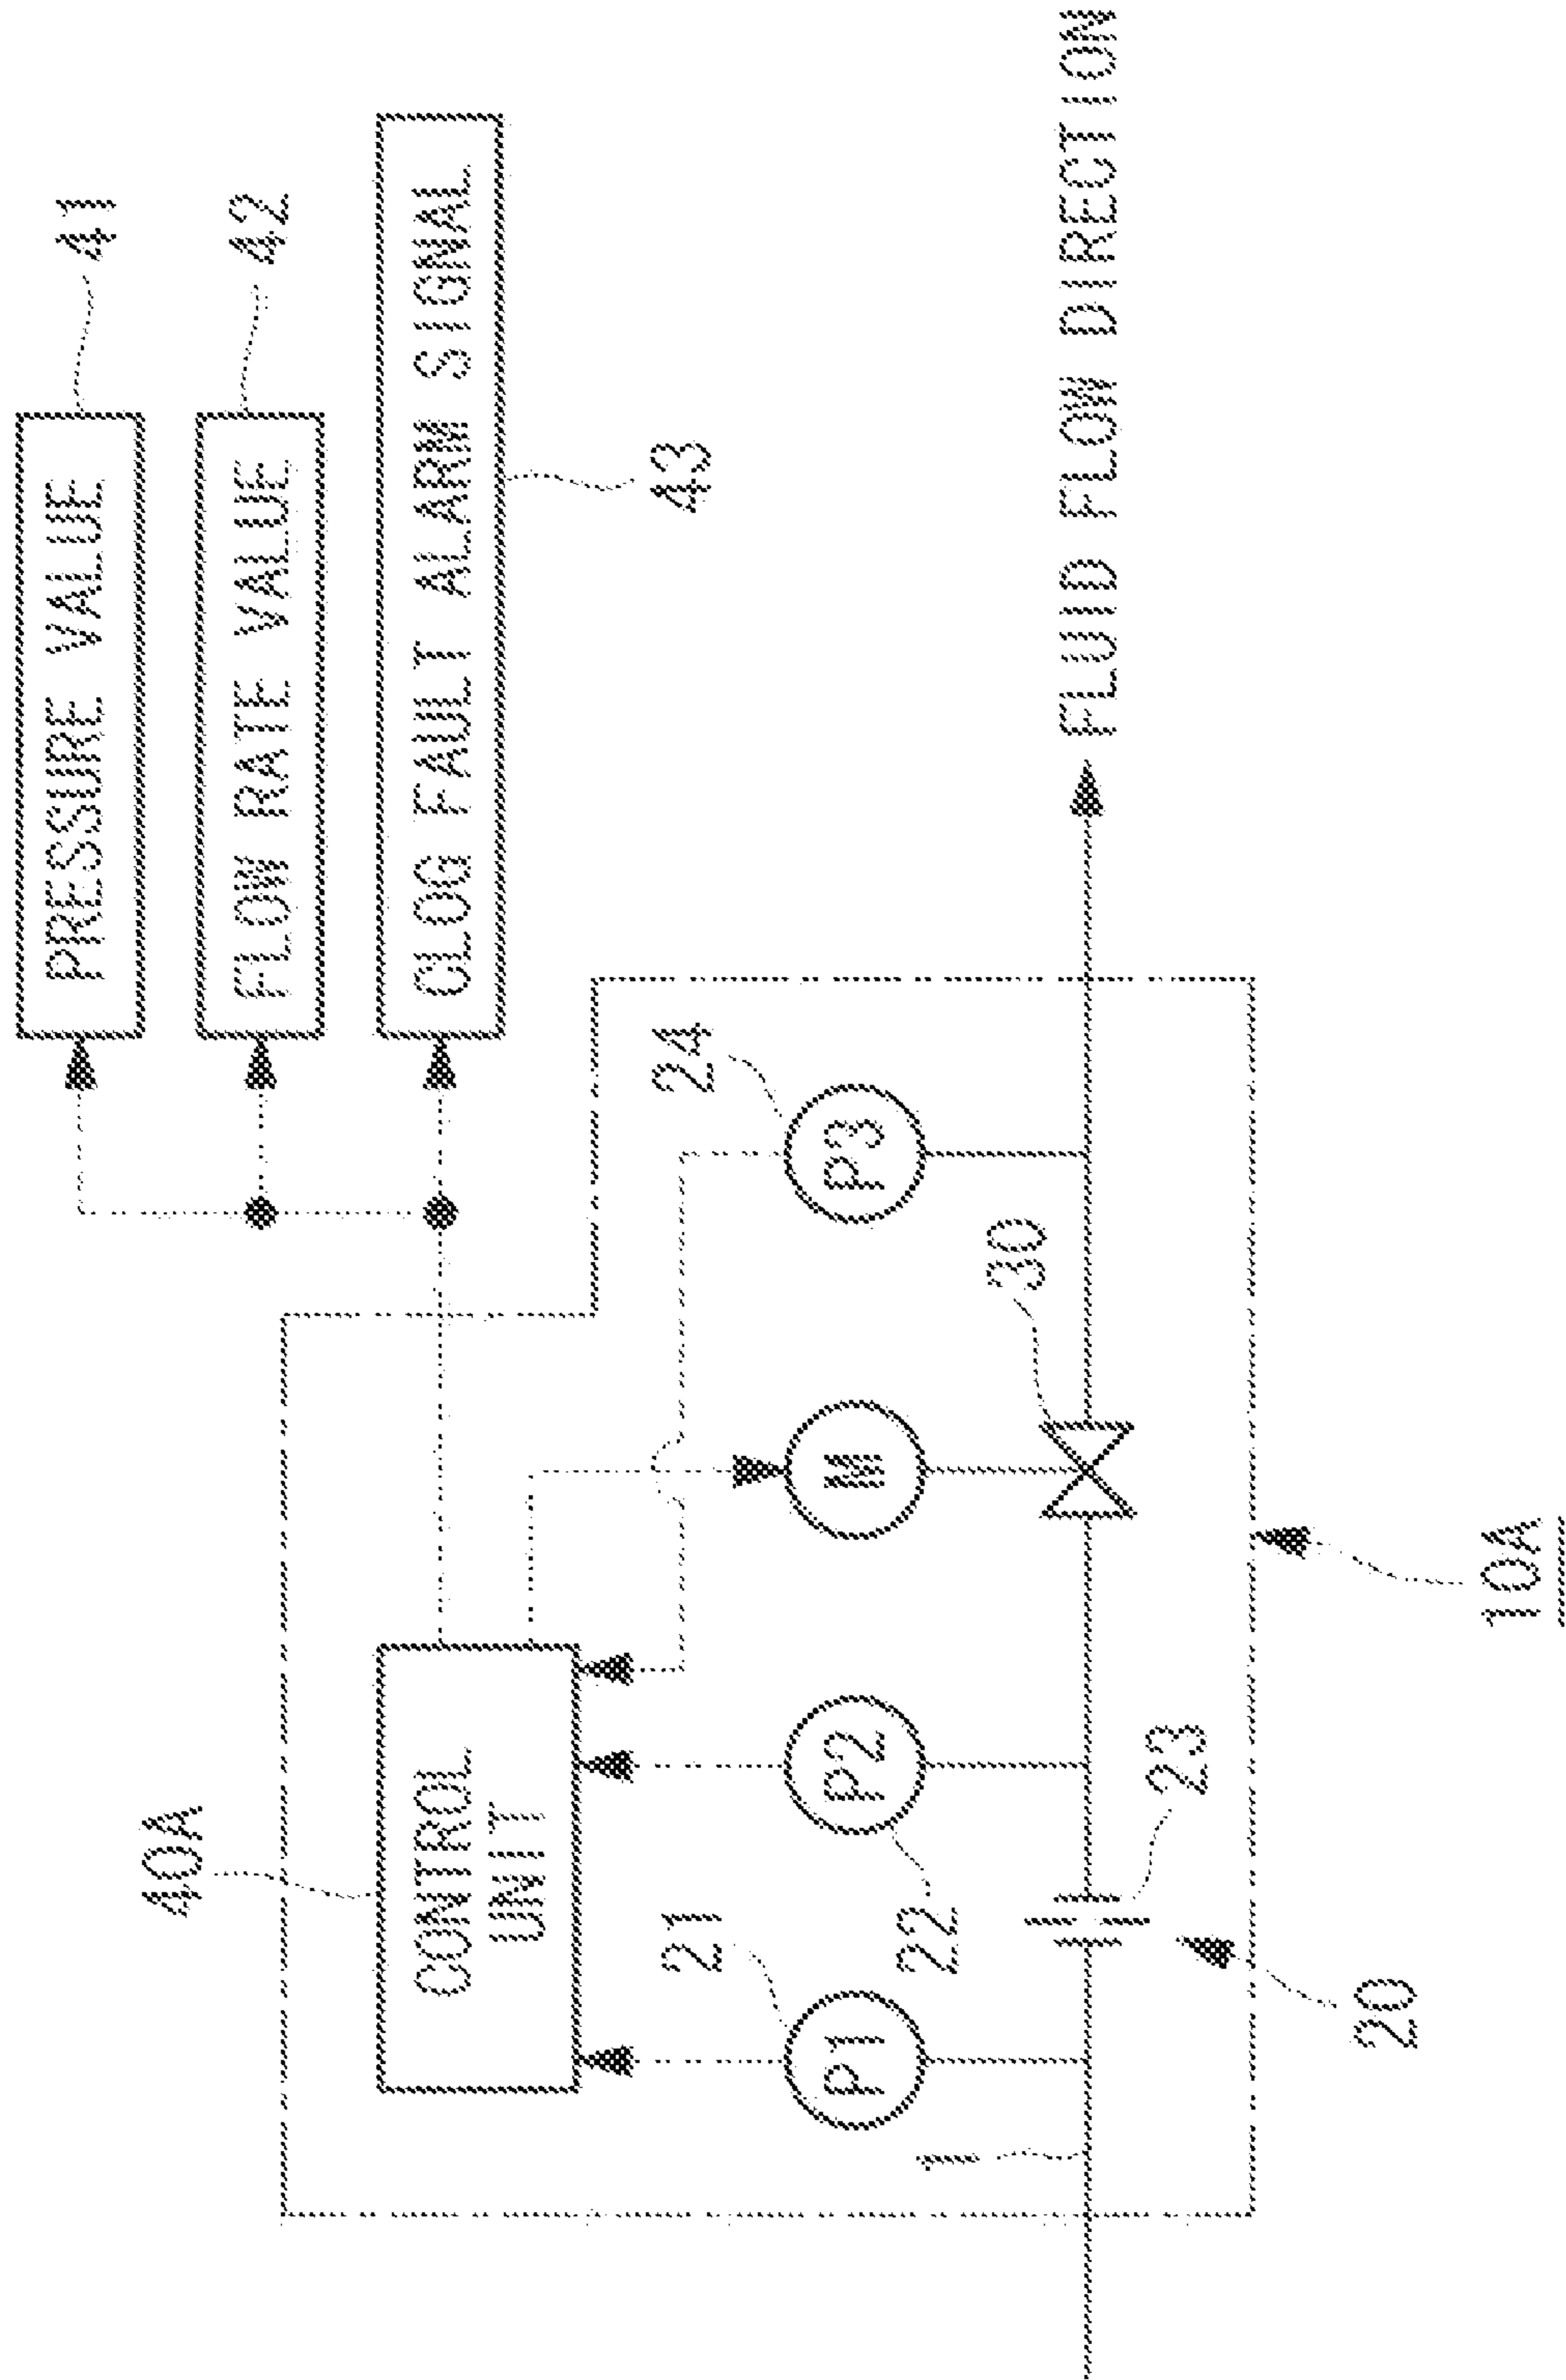 PRESSURE VALUE
41
FLOW RATE VALUE
42
CLOG FAULT ALARM SIGNAL
43
40A
CONTROL
UNIT
21
P1
22
P2
M
24
P3
30
1
23
20
FLUID FLOW DIRECTION
10A